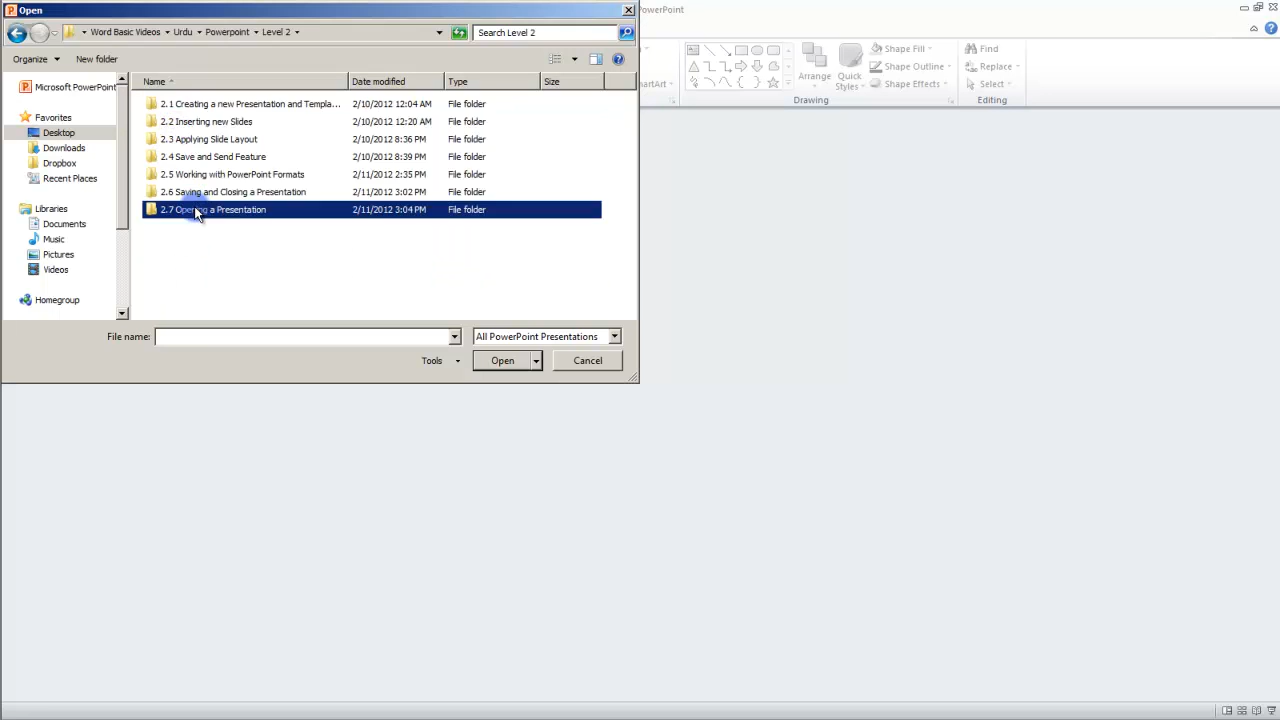 Open
PowerPoint
Word Basic Videos Urdu Powerpoint Level 2
Search Level 2
Organize New folder
Shape Fill
Shape Outline
Shape Effects
Arrange
Quick
Styles
Find
Replace
Select
Drawing
Editing
Microsoft PowerPoint
Favorites
Desktop
Downloads
Dropbox
Recent Places
Libraries
Documents
Music
Pictures
Videos
Homegroup
Name Date modified Type Size
2.1 Creating a new Presentation and Templa... 2/10/2012 12:04 AM File folder
2.2 Inserting new Slides 2/10/2012 12:20 AM File folder
2.3 Applying Slide Layout 2/10/2012 8:36 PM File folder
2.4 Save and Send Feature 2/10/2012 8:39 PM File folder
2.5 Working with PowerPoint Formats 2/11/2012 2:35 PM File folder
2.6 Saving and Closing a Presentation 2/11/2012 3:02 PM File folder
2.7 Opening a Presentation 2/11/2012 3:04 PM File folder
File name: All PowerPoint Presentations
Tools Open Cancel